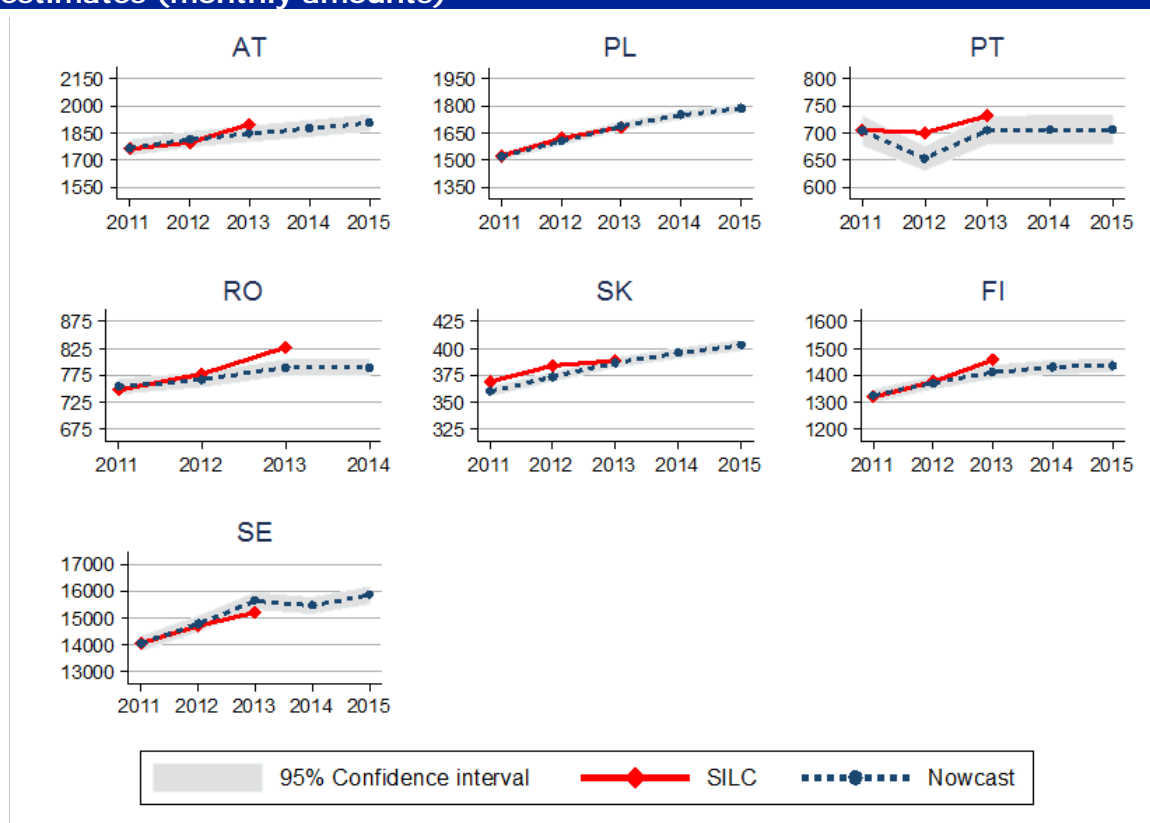 estimates (monthly amounts)
AT PL PT
2150 1950 800
2000 1800 750
1850 1650 700
1700 1500 650
1550 1350 600
2011 2012 2013 2014 2015 2011 2012 2013 2014 2015 2011 2012 2013 2014 2015
RO SK FI
875 425 1600
825 400 1500
775 375 1400
725 350 1300
675 325 1200
2011 2012 2013 2014 2011 2012 2013 2014 2015 2011 2012 2013 2014 2015
SE
17000
16000
15000
14000
13000
2011 2012 2013 2014 2015
95% Confidence interval SILC Nowcast